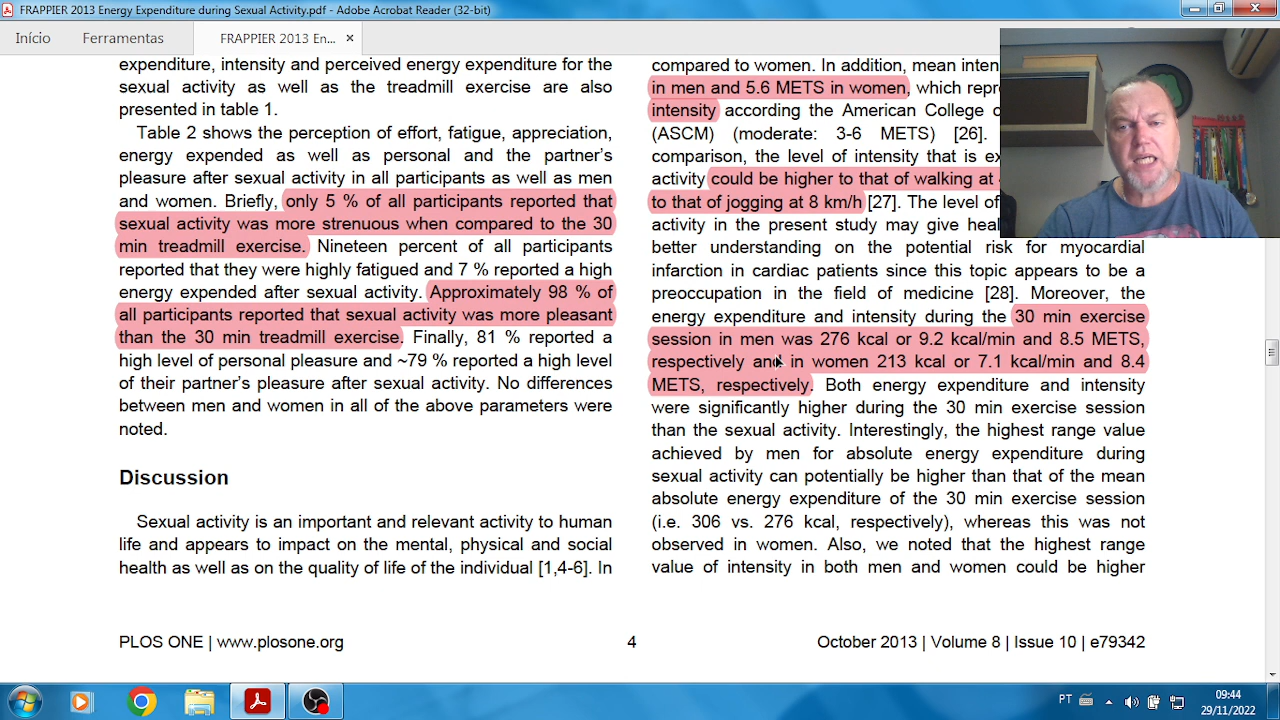 FRAPPIER 2013 Energy Expenditure during Sexual Activity.pdf - Adobe Acrobat Reader (32-bit)
Início
Ferramentas
FRAPPIER 2013 En...
expenditure, intensity and perceived energy expenditure for the
sexual activity as well as the treadmill exercise are also
presented in table 1.
Table 2 shows the perception of effort, fatigue, appreciation,
energy expended as well as personal and the partner's
pleasure after sexual activity in all participants as well as men
and women. Briefly, only 5 % of all participants reported that
sexual activity was more strenuous when compared to the 30
min treadmill exercise. Nineteen percent of all participants
reported that they were highly fatigued and 7 % reported a high
energy expended after sexual activity. Approximately 98 % of
all participants reported that sexual activity was more pleasant
than the 30 min treadmill exercise. Finally, 81 % reported a
high level of personal pleasure and ~79 % reported a high level
of their partner's pleasure after sexual activity. No differences
between men and women in all of the above parameters were
noted.
Discussion
Sexual activity is an important and relevant activity to human
life and appears to impact on the mental, physical and social
health as well as on the quality of life of the individual [1,4-6]. In
compared to women. In addition, mean inten
in men and 5.6 METS in women, which repr
intensity according the American College o
(ASCM) (moderate: 3-6 METS) [26].
comparison, the level of intensity that is ex
activity could be higher to that of walking at
to that of jogging at 8 km/h [27]. The level of
activity in the present study may give heal
better understanding on the potential risk for myocardial
infarction in cardiac patients since this topic appears to be a
preoccupation in the field of medicine [28]. Moreover, the
energy expenditure and intensity during the 30 min exercise
session in men was 276 kcal or 9.2 kcal/min and 8.5 METS,
respectively and in women 213 kcal or 7.1 kcal/min and 8.4
METS, respectively. Both energy expenditure and intensity
were significantly higher during the 30 min exercise session
than the sexual activity. Interestingly, the highest range value
achieved by men for absolute energy expenditure during
sexual activity can potentially be higher than that of the mean
absolute energy expenditure of the 30 min exercise session
(i.e. 306 vs. 276 kcal, respectively), whereas this was not
observed in women. Also, we noted that the highest range
value of intensity in both men and women could be higher
PLOS ONE | www.plosone.org
4
October 2013 | Volume 8 | Issue 10 | e79342
PT
09:44
29/11/2022